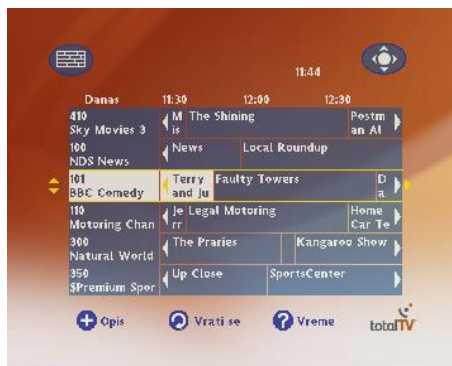 11:44
Danas 11:30 12:00 12:30
410
Sky Movies 3
M
is
The Shining
Postm
an Al
100
NDS News
News
Local Roundup
101
BBC Comedy
Terry
and Ju
Faulty Towers
D
a
110
Motoring Chan
Je
rr
Legal Motoring
Home
Car Te
300
Natural World
The Praries
Kangaroo Show
350
$Premium Spor
Up Close
SportsCenter
Opis
Vrati se
Vreme
totalTV